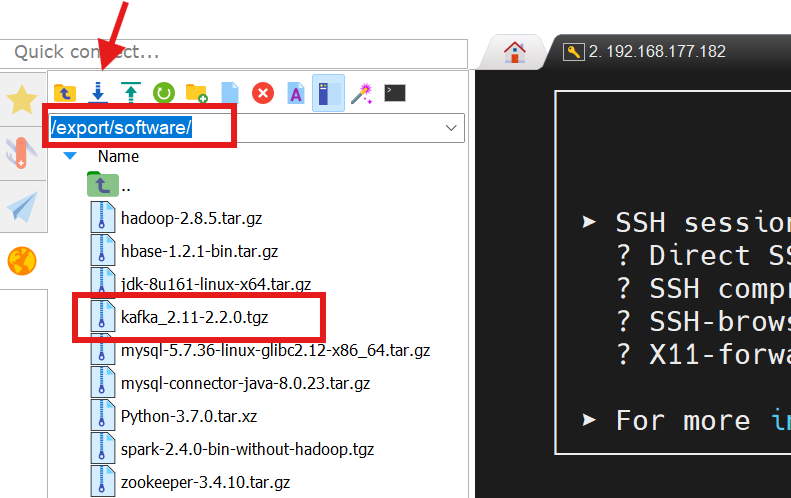 Quick connect...
2. 192.168.177.182
/export/software/
Name
..
hadoop-2.8.5.tar.gz
hbase-1.2.1-bin.tar.gz
jdk-8u161-linux-x64.tar.gz
kafka_2.11-2.2.0.tgz
mysql-5.7.36-linux-glibc2.12-x86_64.tar.gz
mysql-connector-java-8.0.23.tar.gz
Python-3.7.0.tar.xz
spark-2.4.0-bin-without-hadoop.tgz
zookeeper-3.4.10.tar.gz
➤ SSH session
? Direct SS
? SSH compr
? SSH-brows
? X11-forwa
➤ For more in